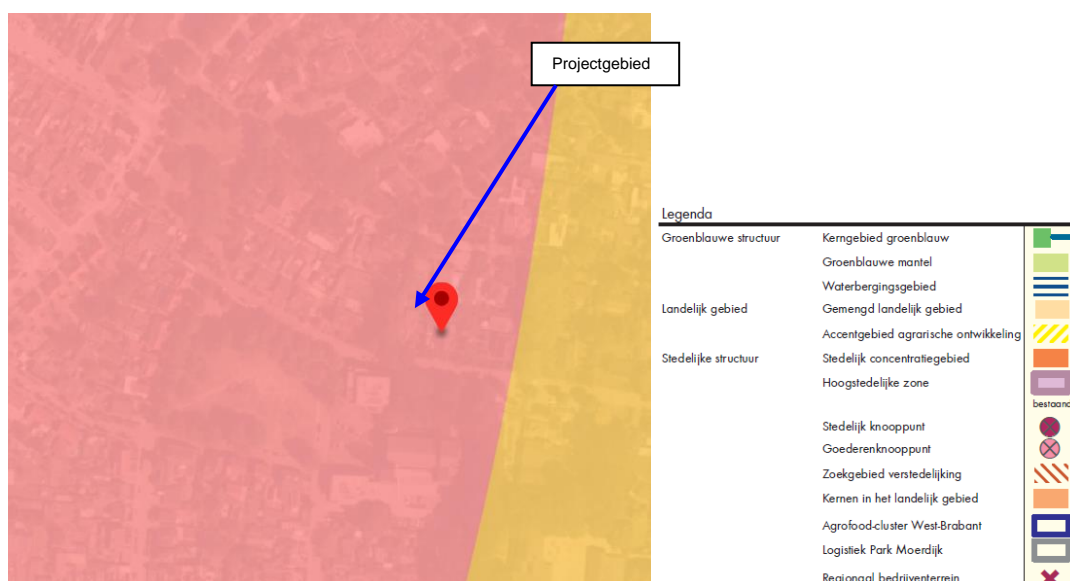 Projectgebied
Legenda
Groenblauwe structuur Kerngebied groenblauw
Groenblauwe mantel
Waterbergingsgebied
Landelijk gebied Gemengd landelijk gebied
Accentgebied agrarische ontwikkeling
Stedelijke structuur Stedelijk concentratiegebied
Hoogstedelijke zone
bestaand
Stedelijk knooppunt
Goederenknooppunt
Zoekgebied verstedelijking
Kernen in het landelijk gebied
Agrofood-cluster West-Brabant
Logistiek Park Moerdijk
Regionaal bedrijventerrein